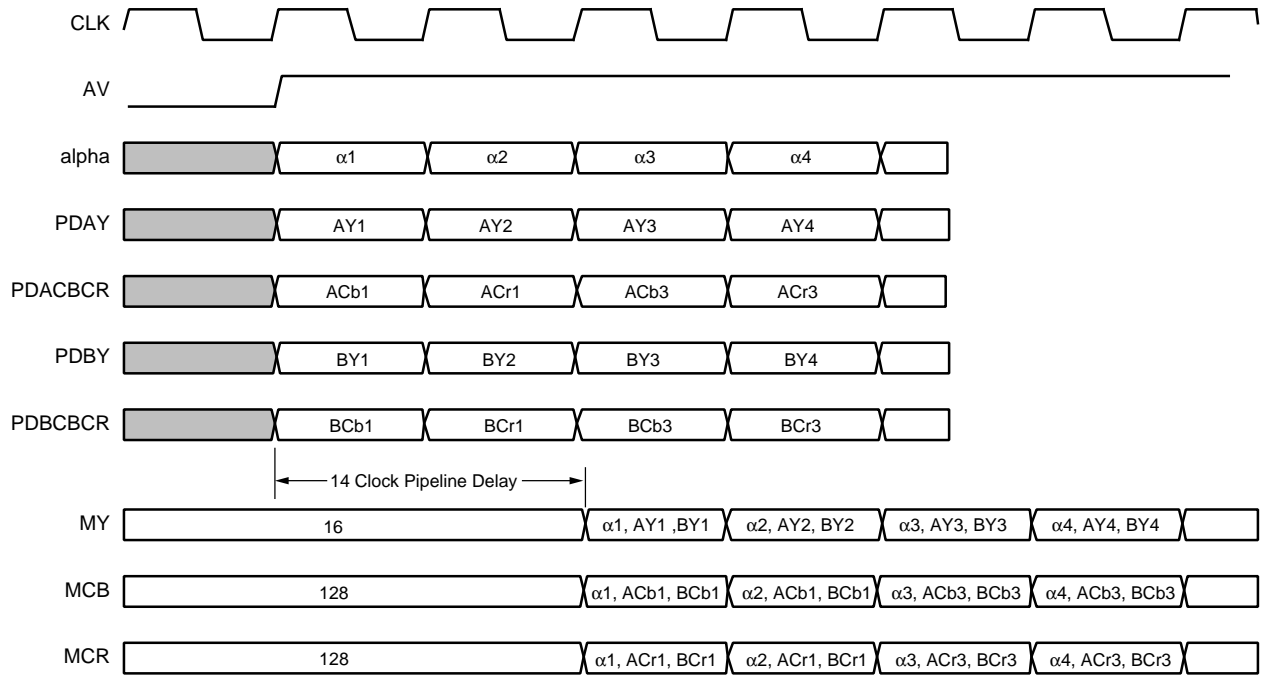 CLK
AV
alpha α1 α2 α3 α4
PDAY AY1 AY2 AY3 AY4
PDACBCR ACb1 ACr1 ACb3 ACr3
PDBY BY1 BY2 BY3 BY4
PDBCBCR BCb1 BCr1 BCb3 BCr3
14 Clock Pipeline Delay
MY 16 α1, AY1 ,BY1 α2, AY2, BY2 α3, AY3, BY3 α4, AY4, BY4
MCB 128 α1, ACb1, BCb1 α2, ACb1, BCb1 α3, ACb3, BCb3 α4, ACb3, BCb3
MCR 128 α1, ACr1, BCr1 α2, ACr1, BCr1 α3, ACr3, BCr3 α4, ACr3, BCr3